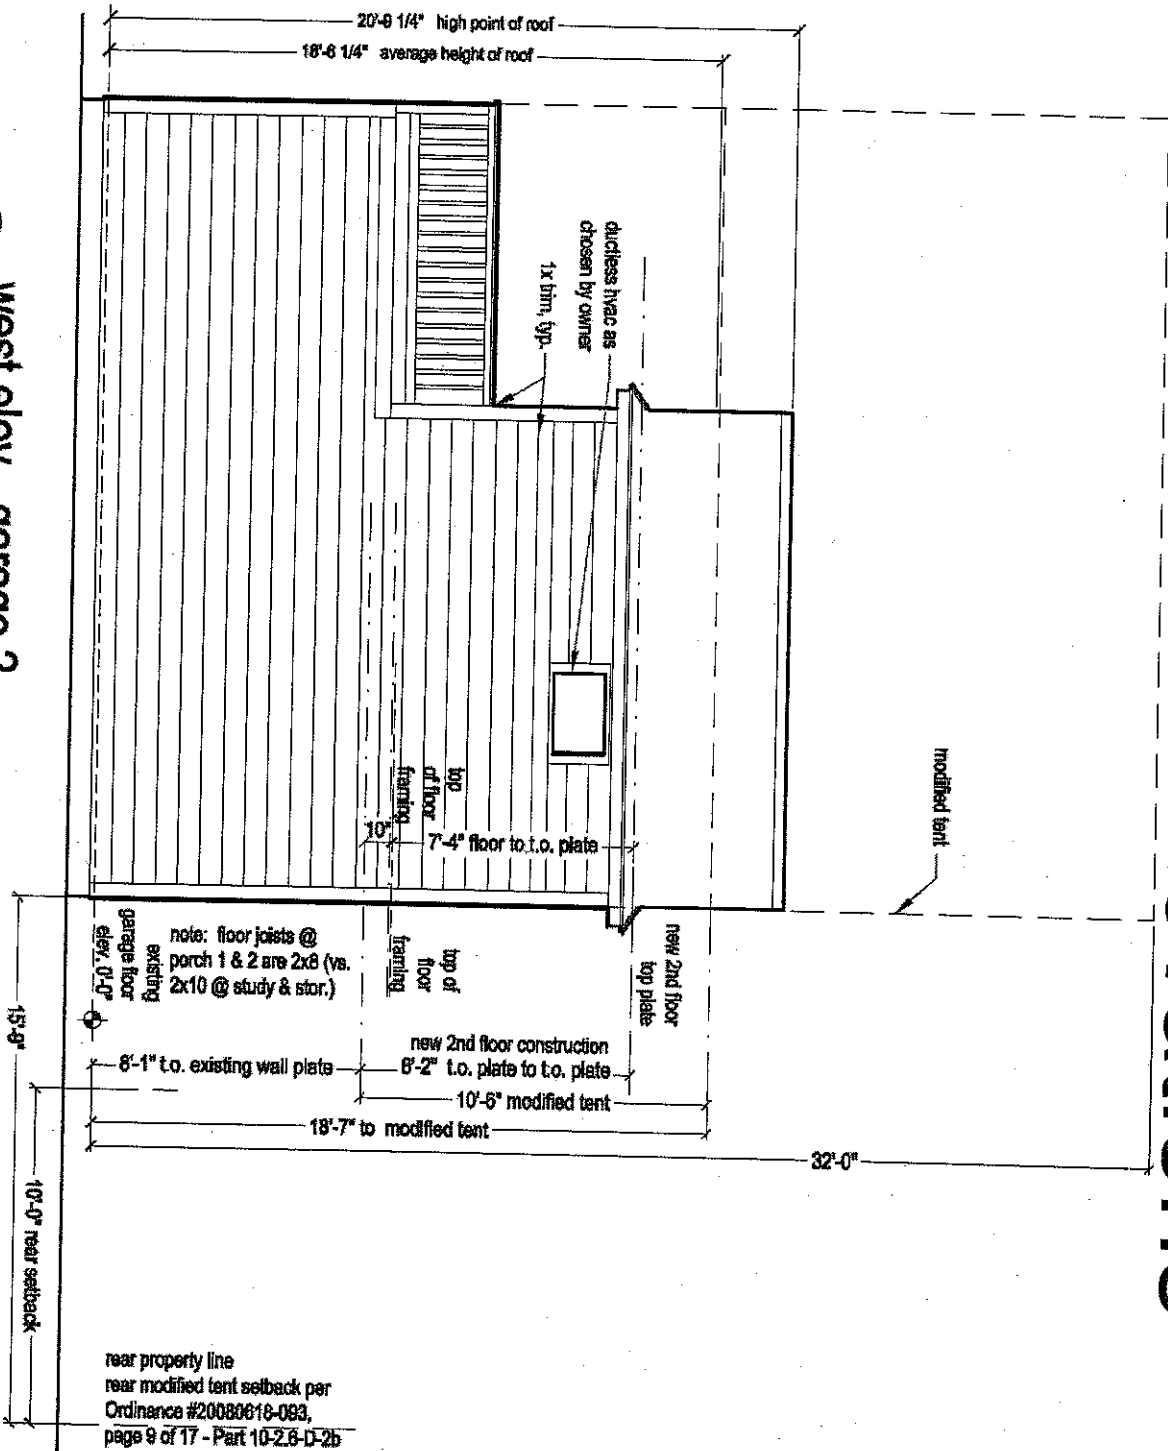 20'-9 1/4" high point of roof
18'-6 1/4" average height of roof
ductless hvac as
chosen by owner
1x trim, typ.
modified tent
top
of floor
framing
10"
7'-4" floor to t.o. plate
note: floor joists @
porch 1 & 2 are 2x8 (vs.
2x10 @ study & stor.)
existing
garage floor
elev. 0'-0"
top of
floor
framing
new 2nd floor
top plate
8'-1" t.o. existing wall plate
new 2nd floor construction
8'-2" t.o. plate to t.o. plate
10'-6" modified tent
18'-7" to modified tent
32'-0"
10'-0" rear setback
rear property line
rear modified tent setback per
Ordinance #20080618-093,
page 9 of 17 - Part 10-2.6-D-2b
west elev - garage 2